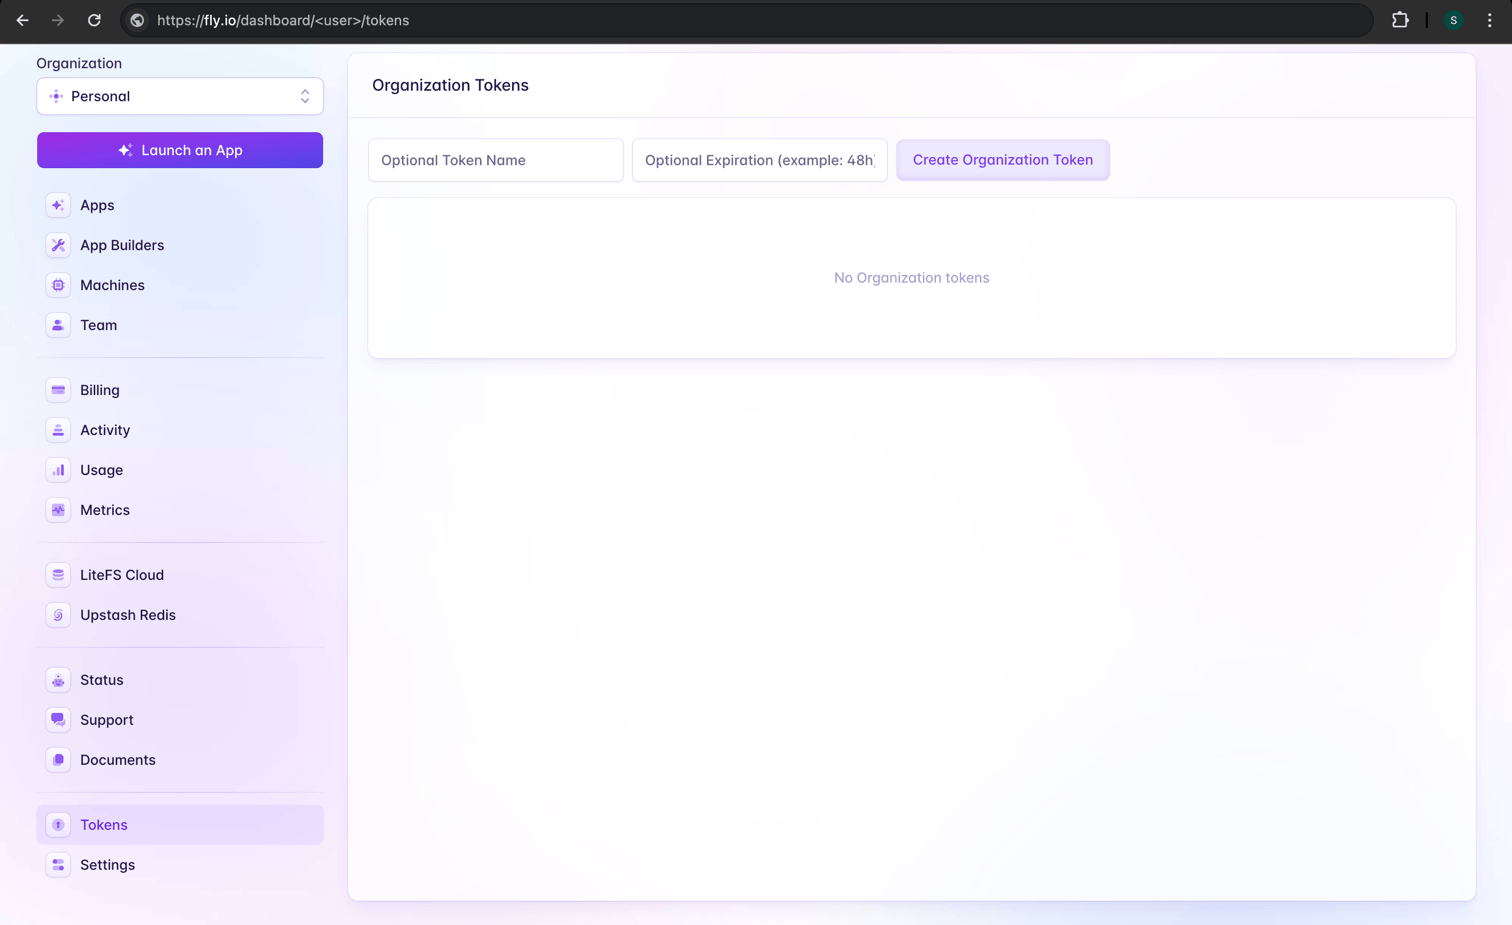 https://fly.io/dashboard/<user>/tokens
S
Organization
Personal
Launch an App
Apps
App Builders
Machines
Team
Billing
Activity
Usage
Metrics
LiteFS Cloud
Upstash Redis
Status
Support
Documents
Tokens
Settings
Organization Tokens
Optional Token Name
Optional Expiration (example: 48h)
Create Organization Token
No Organization tokens